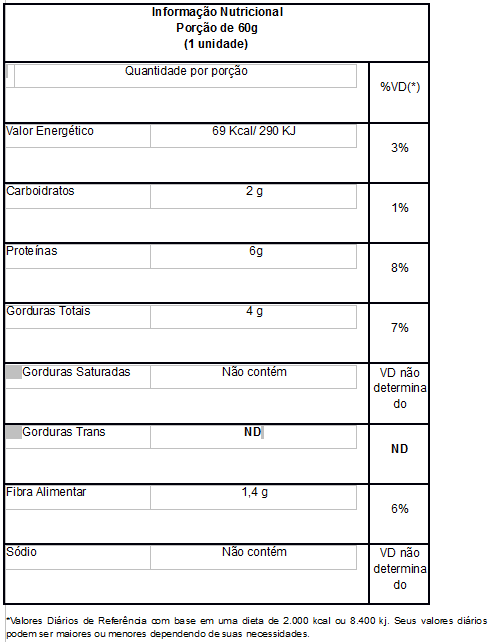 Informação Nutricional
Porção de 60g
(1 unidade)
Quantidade por porção
%VD(*)
Valor Energético 69 Kcal/ 290 KJ 3%
Carboidratos 2 g 1%
Proteínas 6g 8%
Gorduras Totais 4 g 7%
Gorduras Saturadas Não contém VD não
determina
do
Gorduras Trans ND ND
Fibra Alimentar 1,4 g 6%
Sódio Não contém VD não
determina
do
*Valores Diários de Referência com base em uma dieta de 2.000 kcal ou 8.400 kj. Seus valores diários
podem ser maiores ou menores dependendo de suas necessidades.